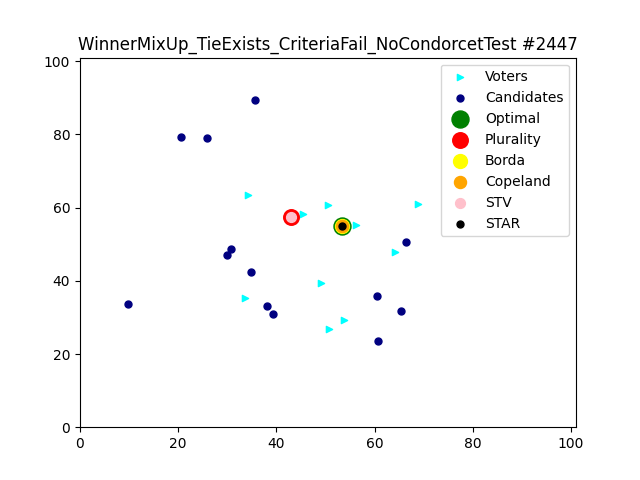 WinnerMixUp_TieExists_CriteriaFail_NoCondorcetTest #2447
100
80
60
40
20
0
0 20 40 60 80 100
Voters
Candidates
Optimal
Plurality
Borda
Copeland
STV
STAR